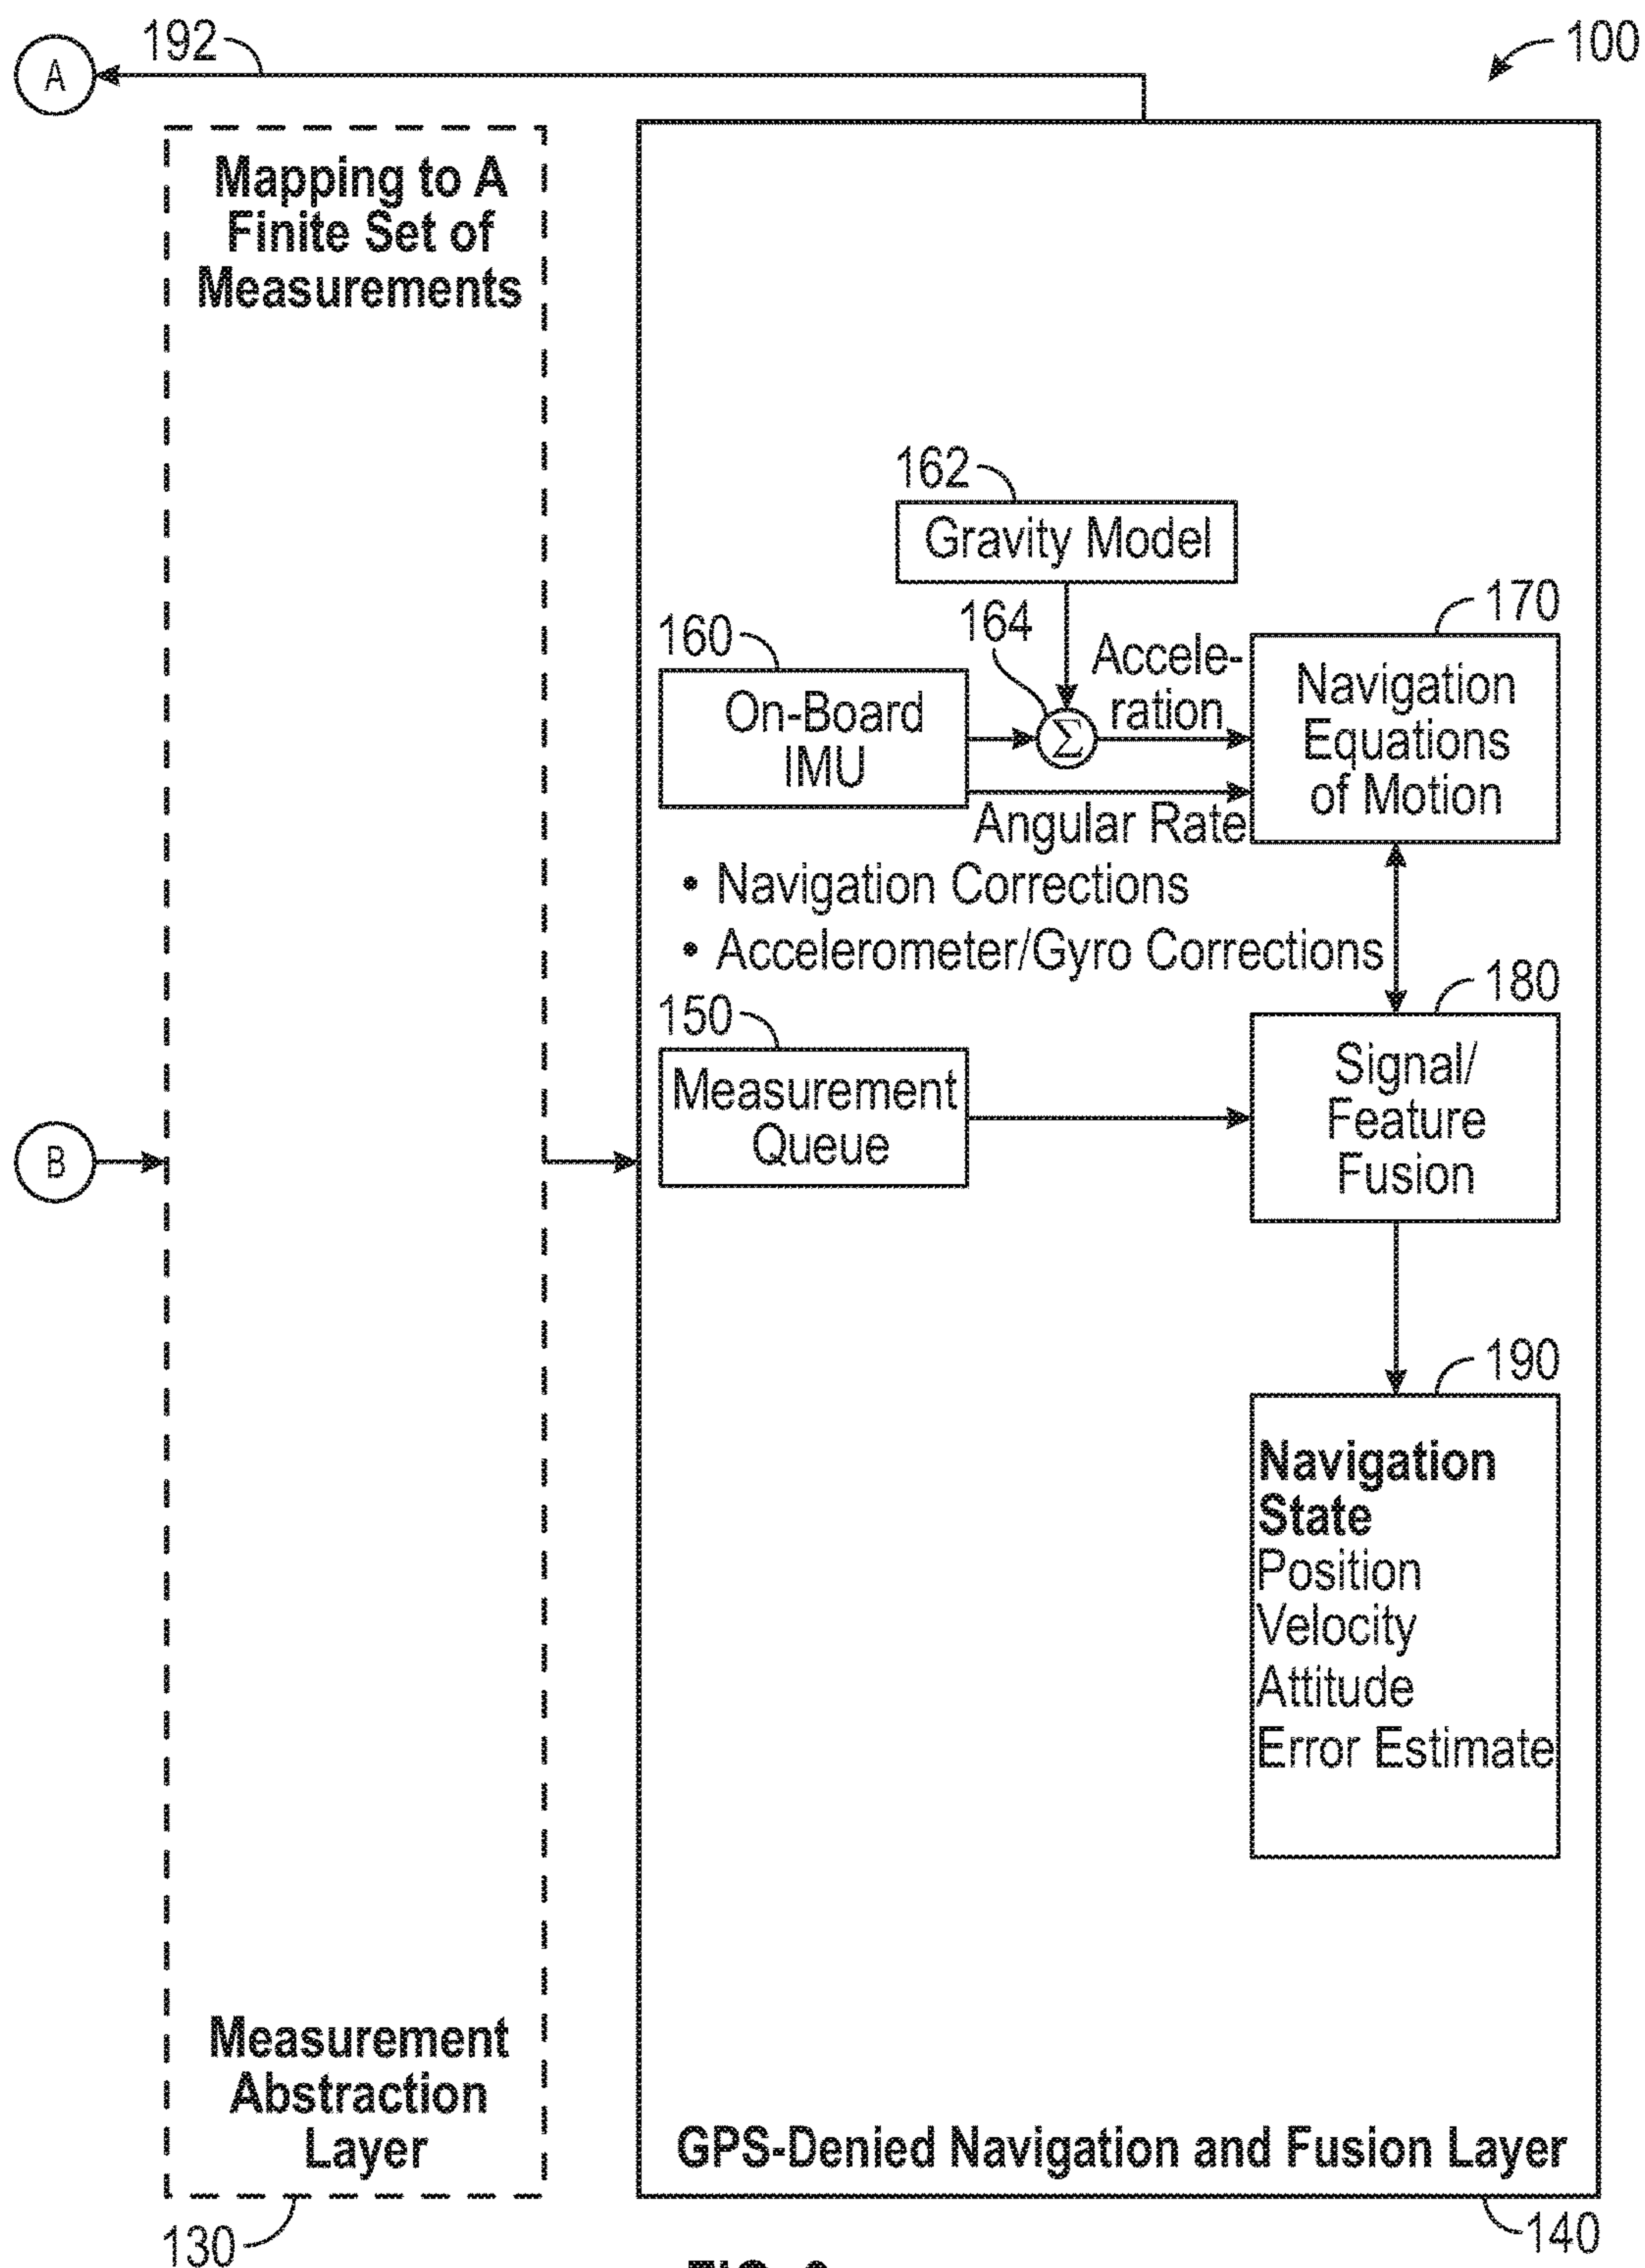 192
100
A
Mapping to A
Finite Set of
Measurements
162
Gravity Model
164
160
170
Accele-
ration
On-Board
IMU
Σ
Navigation
Equations
of Motion
Angular Rate
• Navigation Corrections
• Accelerometer/Gyro Corrections
150
180
Measurement
Queue
Signal/
Feature
Fusion
B
190
Navigation
State
Position
Velocity
Attitude
Error Estimate
Measurement
Abstraction
Layer
GPS-Denied Navigation and Fusion Layer
130
140